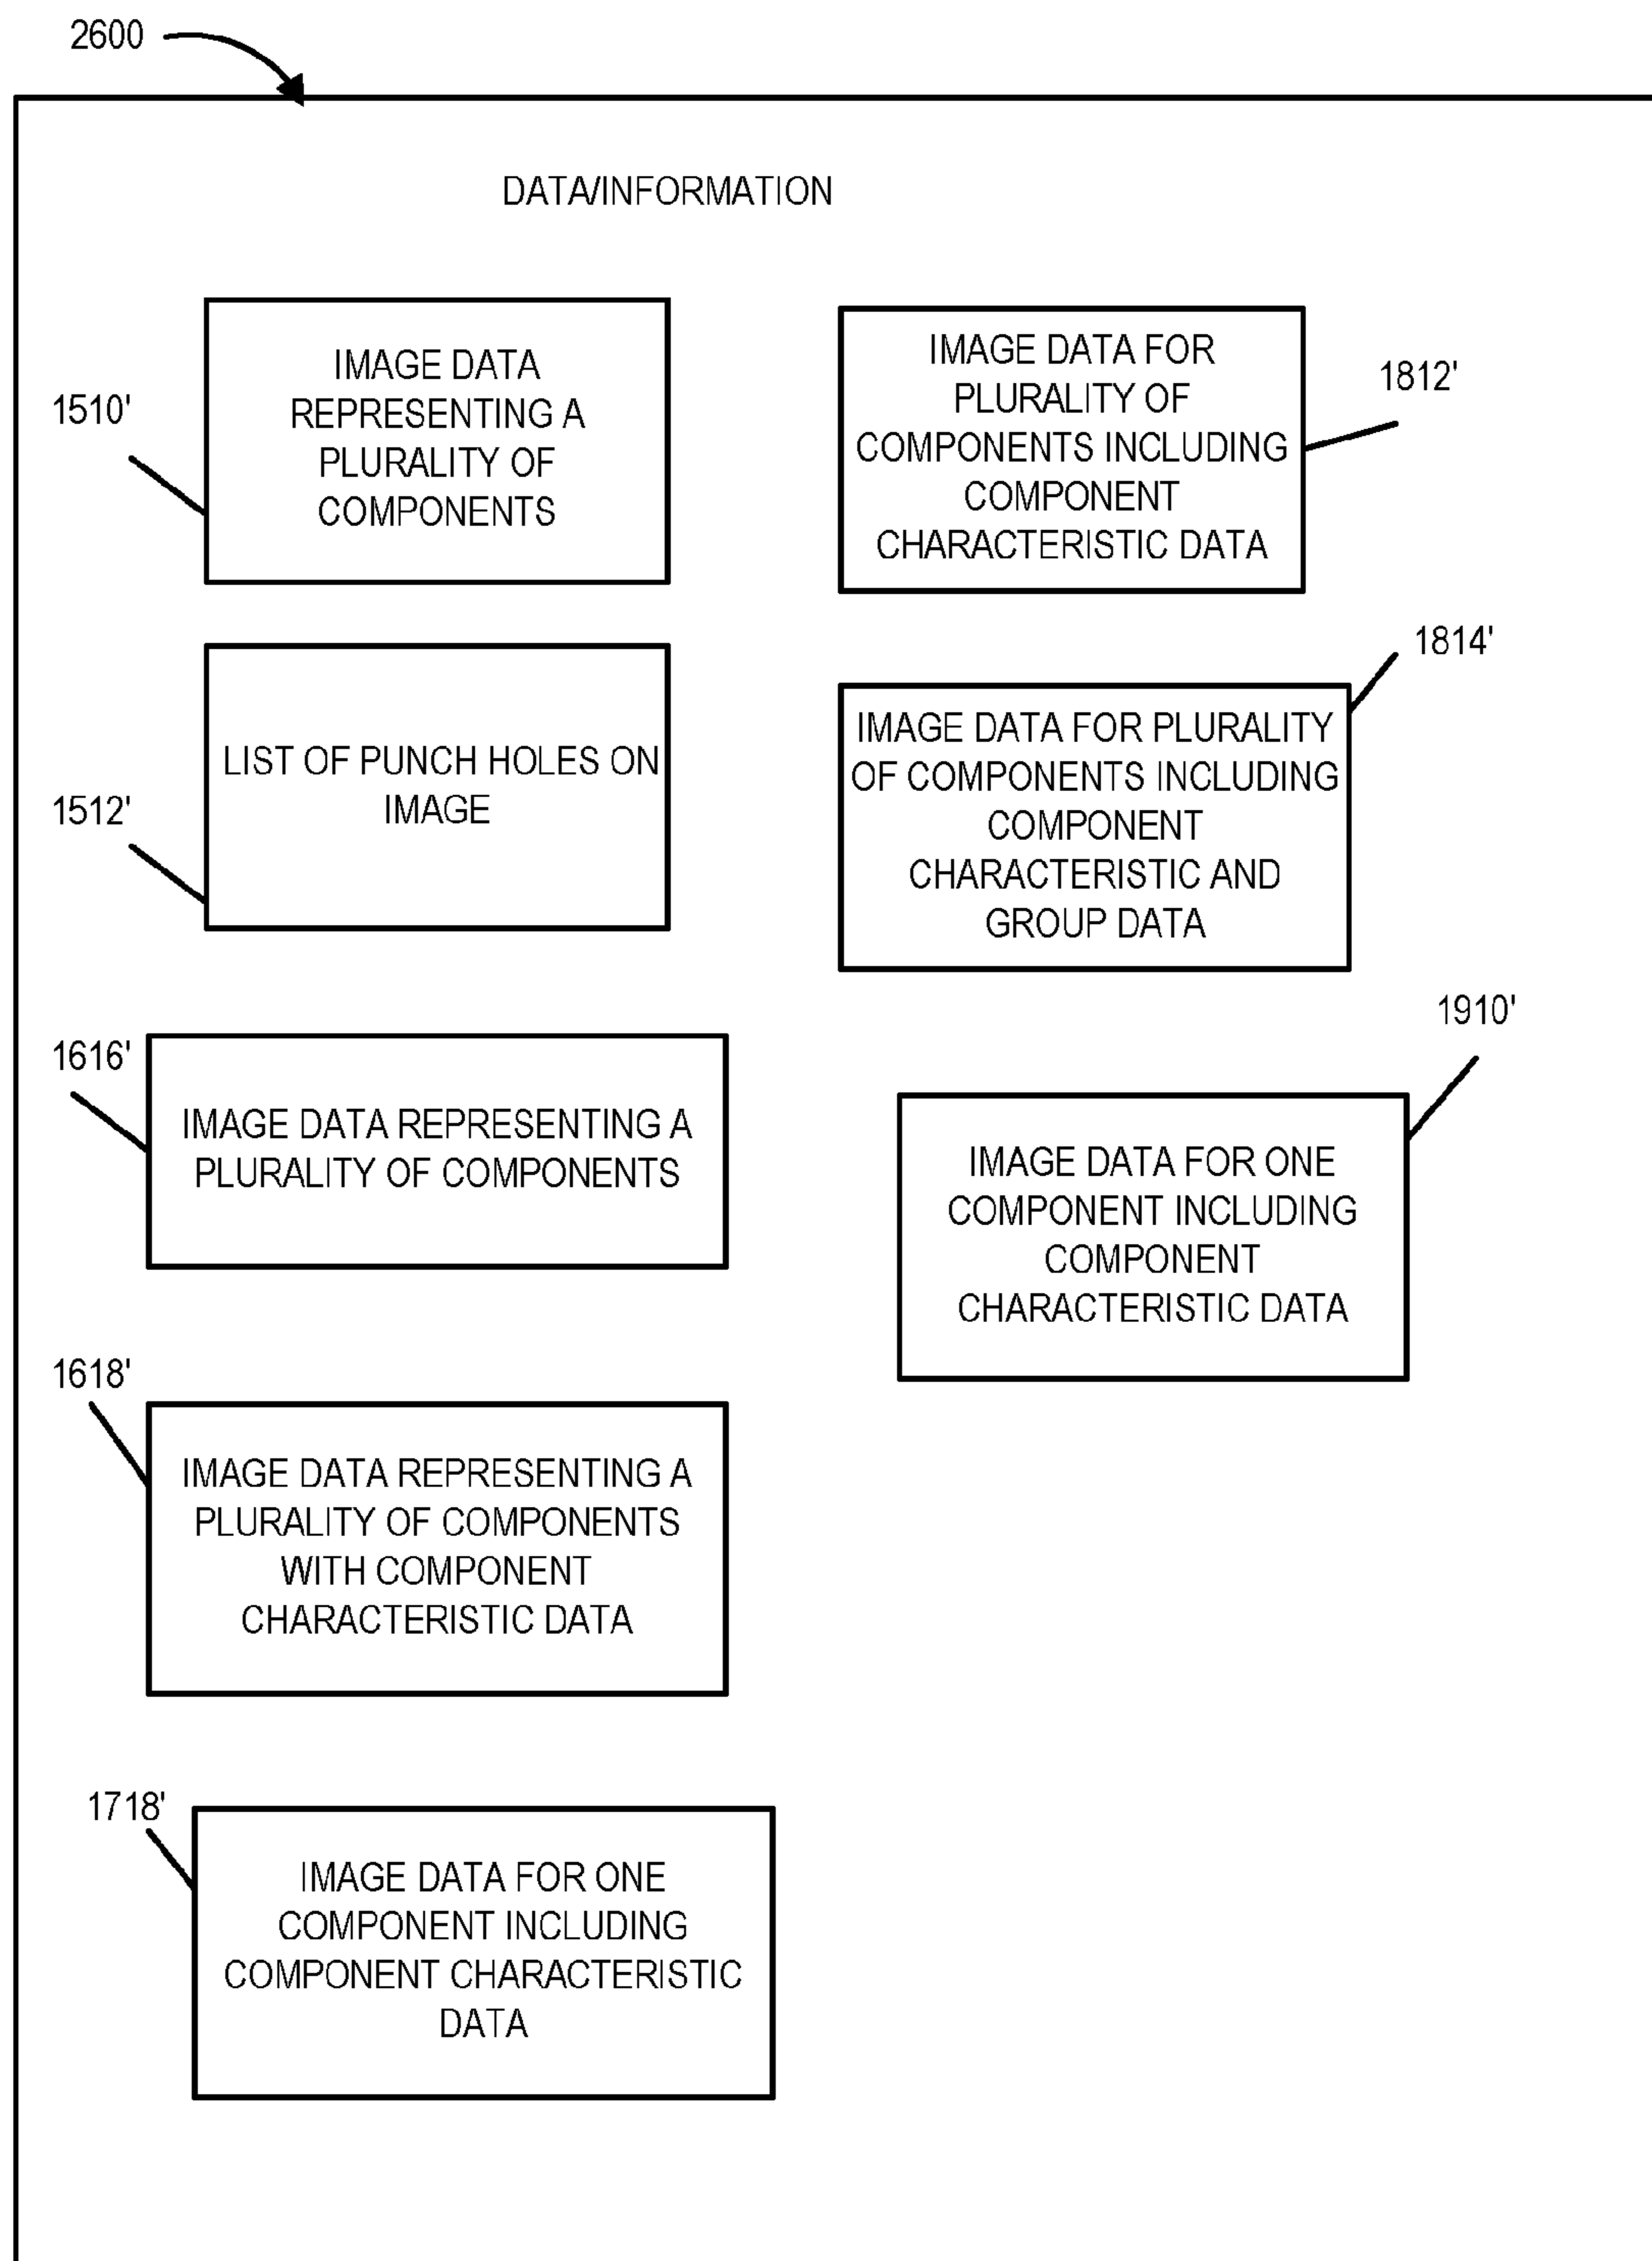 2600
DATA/INFORMATION
1510'
IMAGE DATA
REPRESENTING A
PLURALITY OF
COMPONENTS
1512'
LIST OF PUNCH HOLES ON
IMAGE
1616'
IMAGE DATA REPRESENTING A
PLURALITY OF COMPONENTS
1618'
IMAGE DATA REPRESENTING A
PLURALITY OF COMPONENTS
WITH COMPONENT
CHARACTERISTIC DATA
1718'
IMAGE DATA FOR ONE
COMPONENT INCLUDING
COMPONENT CHARACTERISTIC
DATA
1812'
IMAGE DATA FOR
PLURALITY OF
COMPONENTS INCLUDING
COMPONENT
CHARACTERISTIC DATA
1814'
IMAGE DATA FOR PLURALITY
OF COMPONENTS INCLUDING
COMPONENT
CHARACTERISTIC AND
GROUP DATA
1910'
IMAGE DATA FOR ONE
COMPONENT INCLUDING
COMPONENT
CHARACTERISTIC DATA